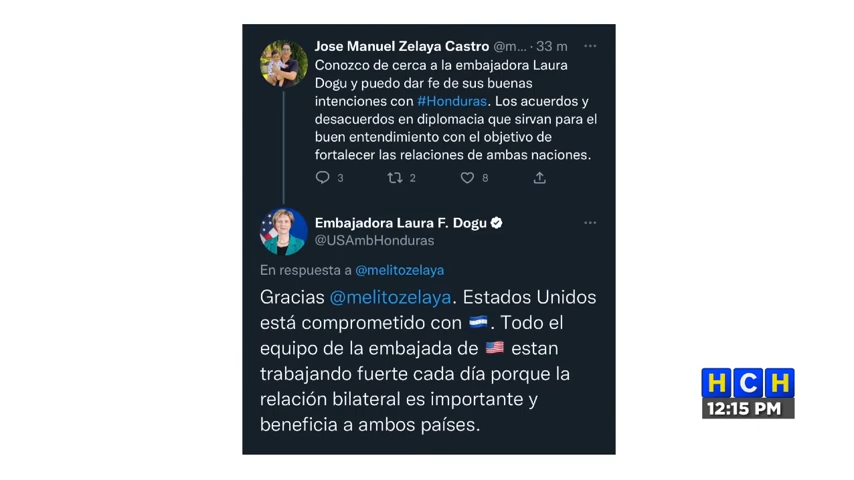 Jose Manuel Zelaya Castro @m... · 33 m
Conozco de cerca a la embajadora Laura
Dogu y puedo dar fe de sus buenas
intenciones con #Honduras. Los acuerdos y
desacuerdos en diplomacia que sirvan para el
buen entendimiento con el objetivo de
fortalecer las relaciones de ambas naciones.
3 2 8
Embajadora Laura F. Dogu
@USAmbHonduras
En respuesta a @melitozelaya
Gracias @melitozelaya. Estados Unidos
está comprometido con 🇭🇳. Todo el
equipo de la embajada de 🇺🇸 estan
trabajando fuerte cada día porque la
relación bilateral es importante y
beneficia a ambos países.
HCH
12:15 PM